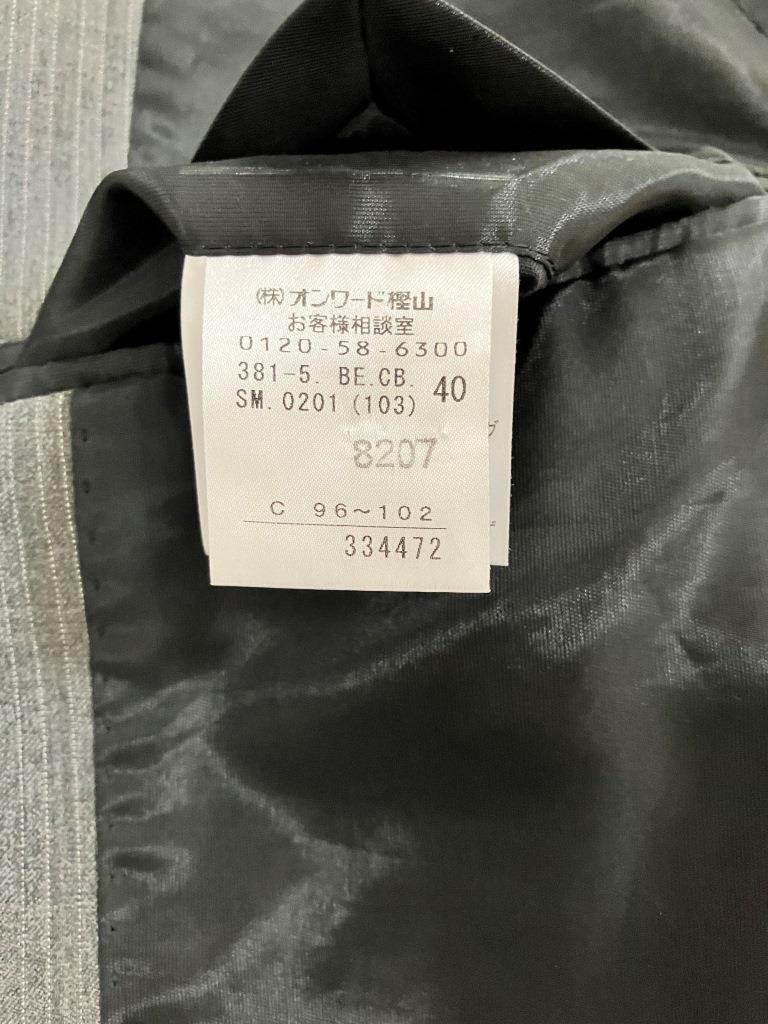 (株)オンワード樫山
お客様相談室
0120-58-6300
381-5. BE.CB. 40
SM.0201 (103)
8207
C 96~102
334472